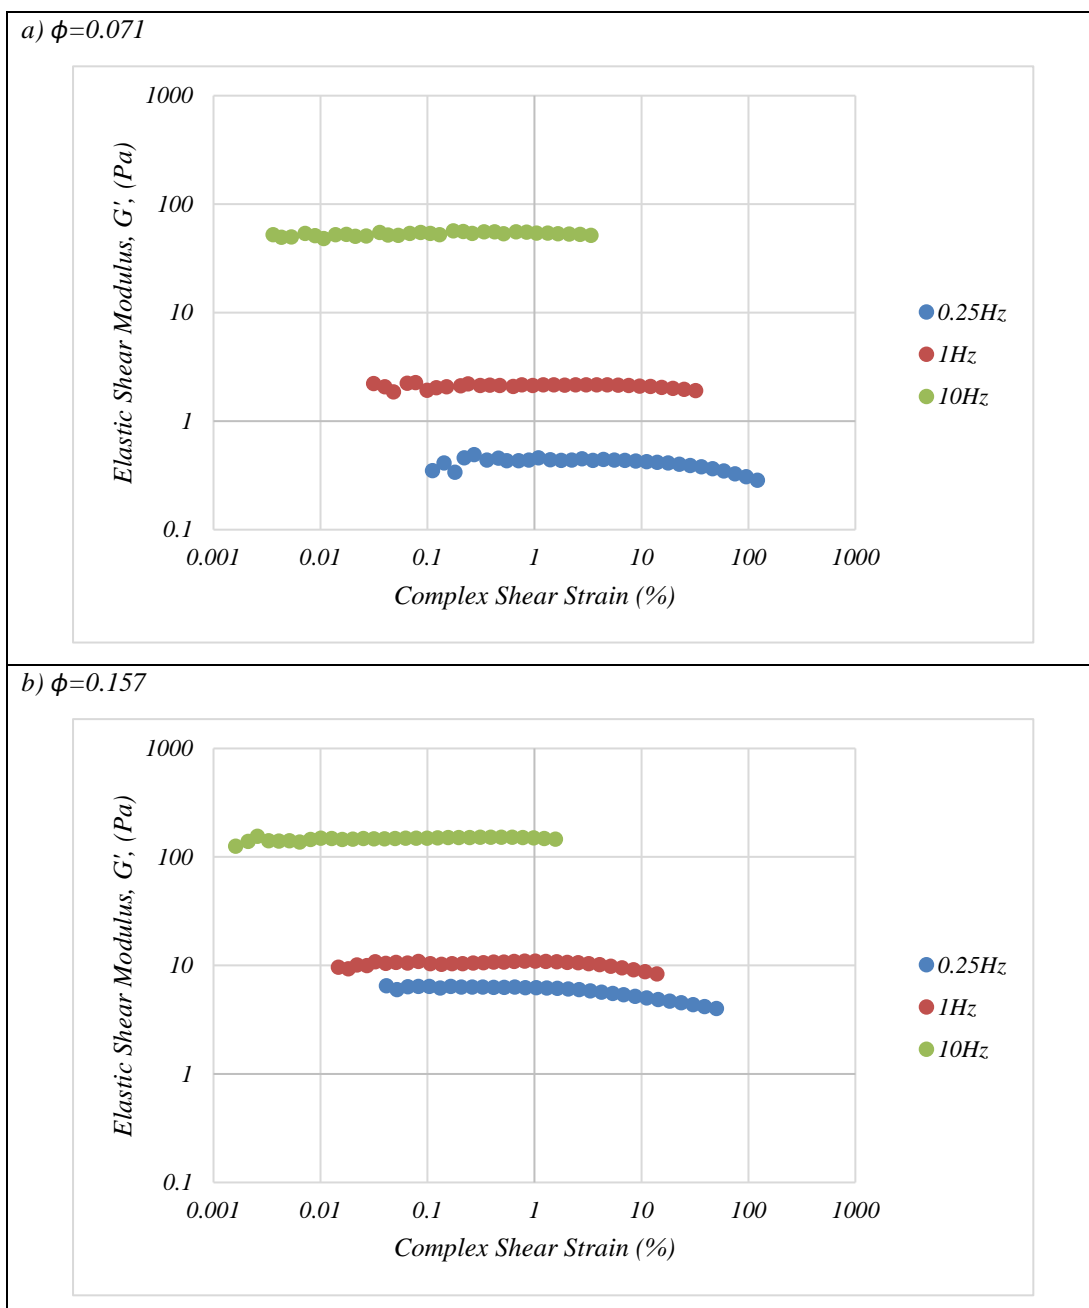 a) ϕ=0.071
1000
100
10
1
0.1
0.001 0.01 0.1 1 10 100 1000
Elastic Shear Modulus, G', (Pa)
Complex Shear Strain (%)
0.25Hz
1Hz
10Hz
b) ϕ=0.157
1000
100
10
1
0.1
0.001 0.01 0.1 1 10 100 1000
Elastic Shear Modulus, G', (Pa)
Complex Shear Strain (%)
0.25Hz
1Hz
10Hz